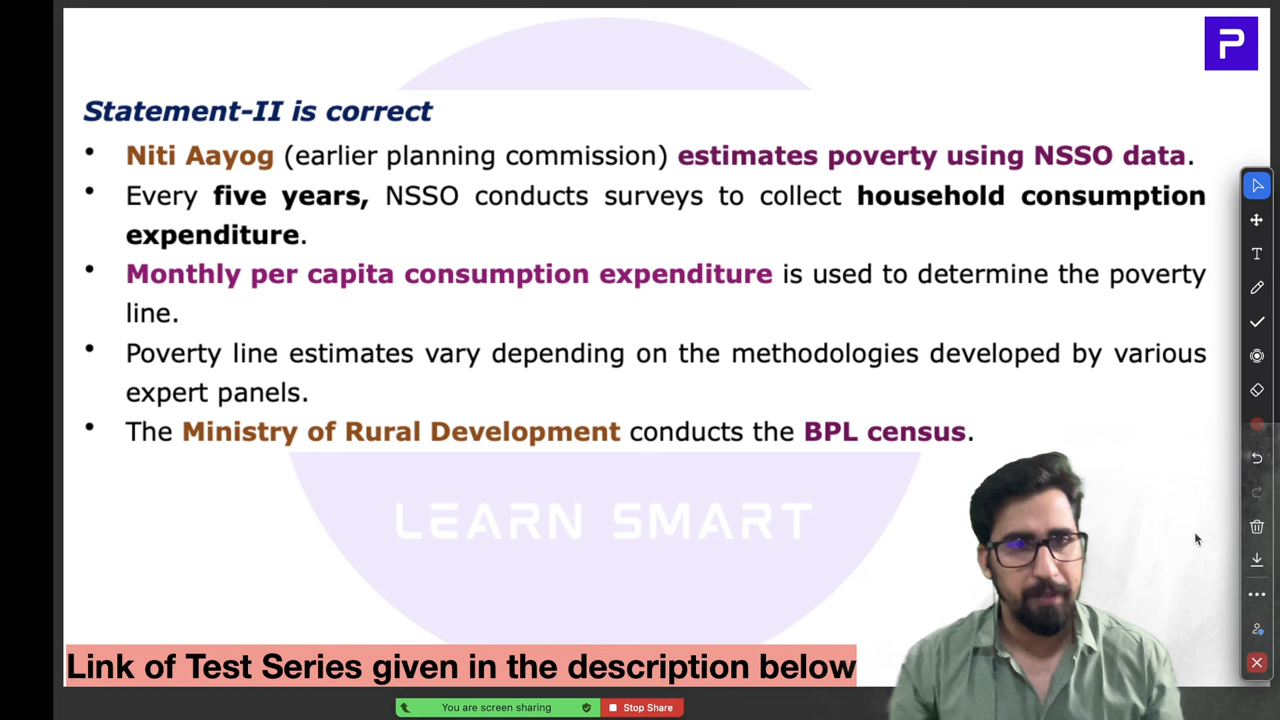 P
Statement-II is correct
• Niti Aayog (earlier planning commission) estimates poverty using NSSO data.
• Every five years, NSSO conducts surveys to collect household consumption
expenditure.
• Monthly per capita consumption expenditure is used to determine the poverty
line.
• Poverty line estimates vary depending on the methodologies developed by various
expert panels.
• The Ministry of Rural Development conducts the BPL census.
LEARN SMART
Link of Test Series given in the description below
You are screen sharing
Stop Share
T